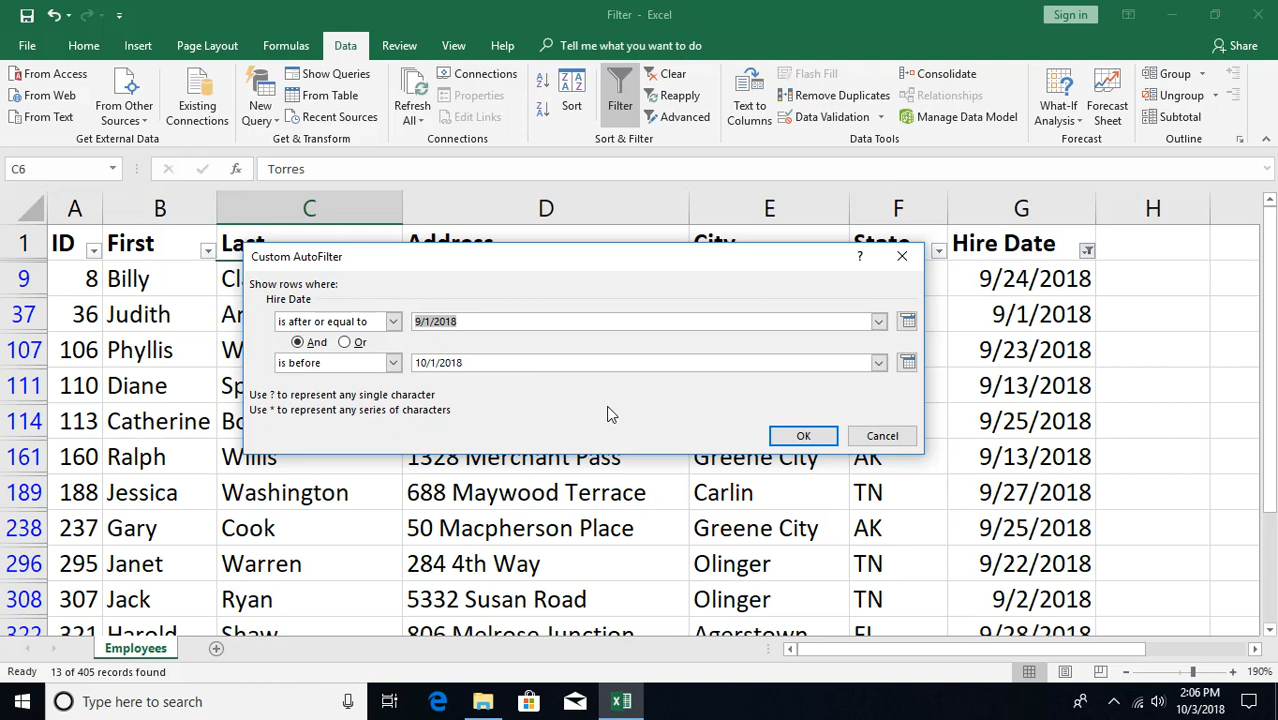 Filter - Excel
Sign in
File Home Insert Page Layout Formulas Data Review View Help Tell me what you want to do Share
From Access
From Web
From Text
From Other Sources
Existing Connections
Get External Data
New Query
Show Queries
From Table
Recent Sources
Get & Transform
Refresh All
Connections
Properties
Edit Links
Connections
Sort
Filter
Clear
Reapply
Advanced
Sort & Filter
Text to Columns
Flash Fill
Remove Duplicates
Data Validation
Consolidate
Relationships
Manage Data Model
Data Tools
What-If Analysis
Forecast Sheet
Forecast
Group
Ungroup
Subtotal
Outline
C6 fx Torres
A B C D E F G H
1 ID First Last Address City State Hire Date
Custom AutoFilter ?
Show rows where:
Hire Date
is after or equal to 9/1/2018
And Or
is before 10/1/2018
Use ? to represent any single character
Use * to represent any series of characters
OK Cancel
9 8 Billy 9/24/2018
37 36 Judith 9/1/2018
107 106 Phyllis 9/23/2018
111 110 Diane 9/13/2018
114 113 Catherine 9/25/2018
161 160 Ralph Willis 1328 Merchant Pass Greene City AK 9/13/2018
189 188 Jessica Washington 688 Maywood Terrace Carlin TN 9/27/2018
238 237 Gary Cook 50 Macpherson Place Greene City AK 9/25/2018
296 295 Janet Warren 284 4th Way Olinger TN 9/22/2018
308 307 Jack Ryan 5332 Susan Road Olinger TN 9/2/2018
322 321 Harold Shaw 806 Melrose Junction Agerstown FL 9/28/2018
Employees
Ready 13 of 405 records found 190%
Type here to search
2:06 PM
10/3/2018